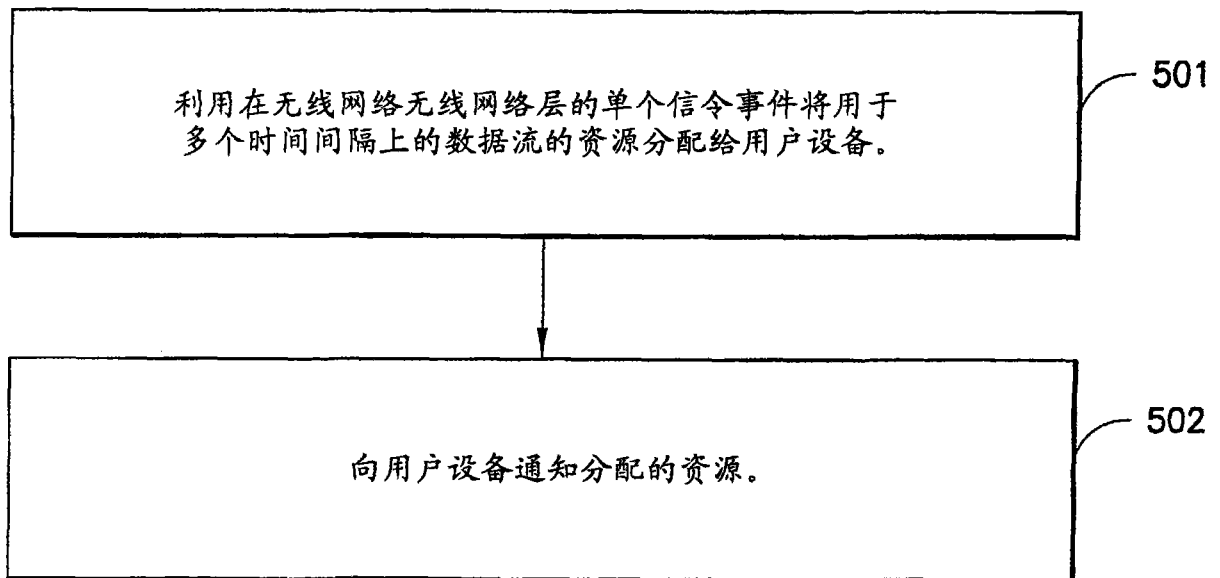 利用在无线网络无线网络层的单个信令事件将用于
多个时间间隔上的数据流的资源分配给用户设备。
501
向用户设备通知分配的资源。
502